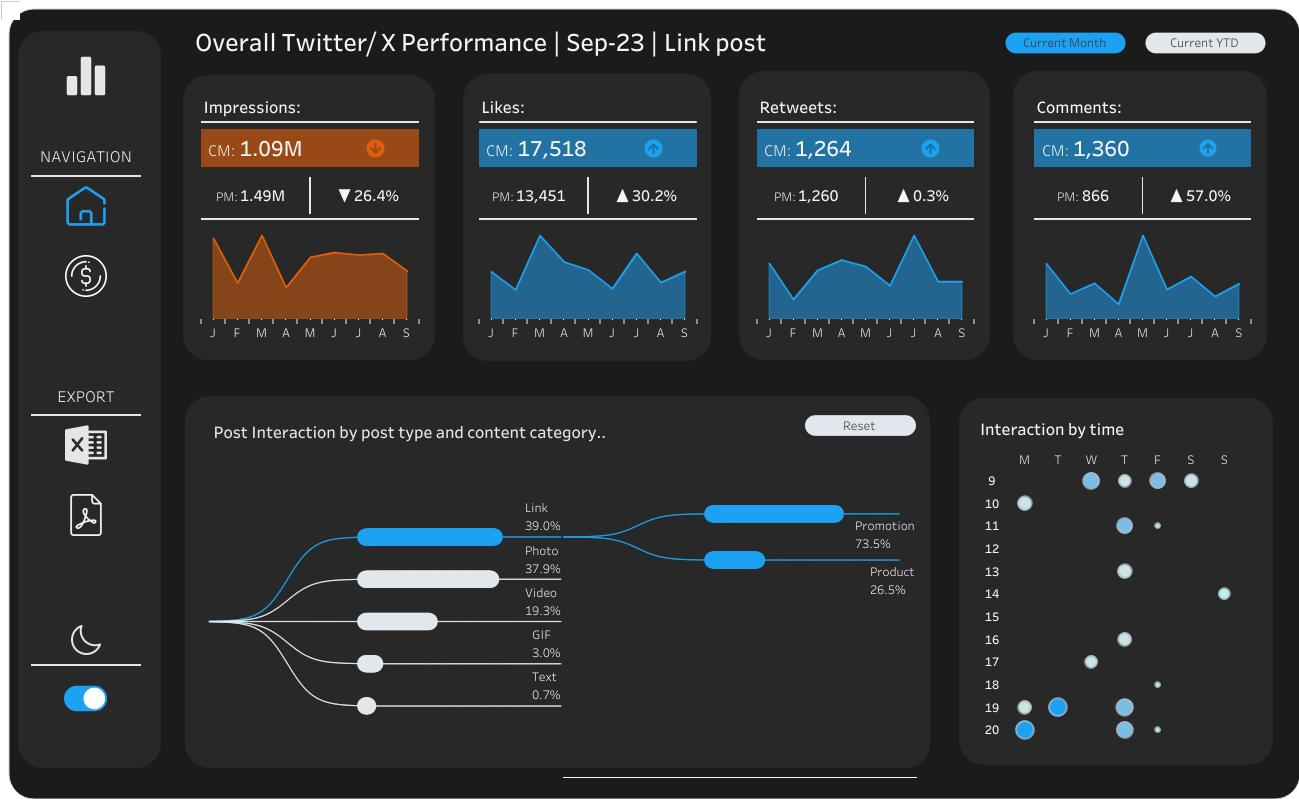 Overall Twitter/ X Performance | Sep-23 | Link post
Current Month
Current YTD
NAVIGATION
EXPORT
Impressions:
CM: 1.09M
PM: 1.49M
▼26.4%
J F M A M J J A S
Likes:
CM: 17,518
PM: 13,451
▲30.2%
J F M A M J J A S
Retweets:
CM: 1,264
PM: 1,260
▲0.3%
J F M A M J J A S
Comments:
CM: 1,360
PM: 866
▲57.0%
J F M A M J J A S
Post Interaction by post type and content category..
Reset
Link
39.0%
Photo
37.9%
Video
19.3%
GIF
3.0%
Text
0.7%
Promotion
73.5%
Product
26.5%
Interaction by time
M T W T F S S
9
10
11
12
13
14
15
16
17
18
19
20